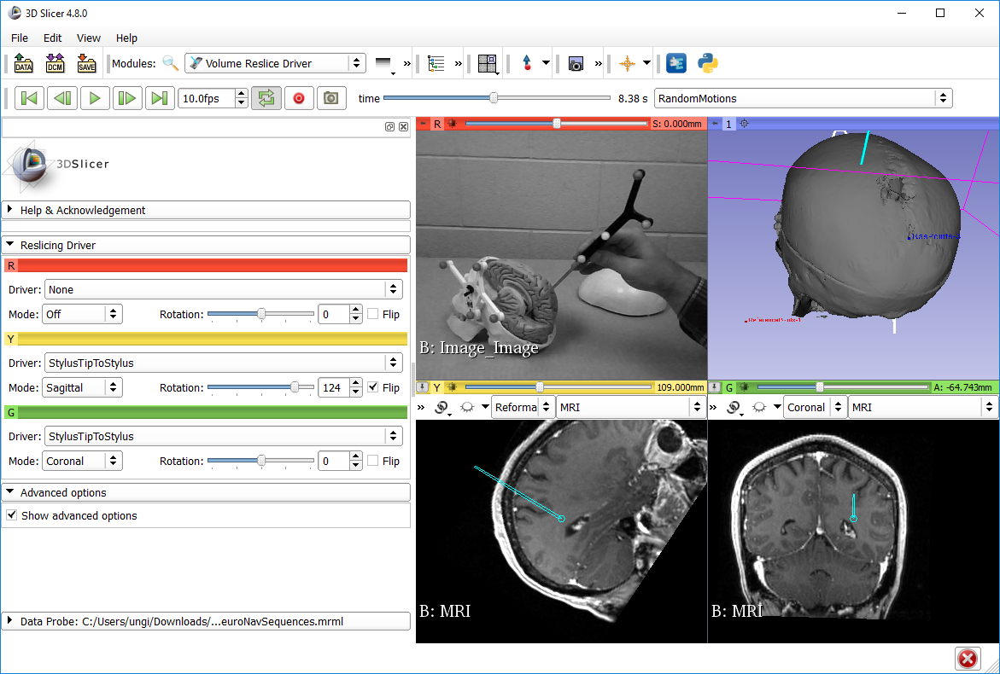 3D Slicer 4.8.0
File Edit View Help
DATA DCM SAVE Modules: Volume Reslice Driver
10.0fps time 8.38 s RandomMotions
3DSlicer
Help & Acknowledgement
Reslicing Driver
R
Driver: None
Mode: Off Rotation: 0 Flip
Y
Driver: StylusTipToStylus
Mode: Sagittal Rotation: 124 Flip
G
Driver: StylusTipToStylus
Mode: Coronal Rotation: 0 Flip
Advanced options
Show advanced options
Data Probe: C:/Users/ungi/Downloads/...euroNavSequences.mrml
R S: 0.000mm
B: Image_Image
1
Y 109.000mm
Reforma MRI
B: MRI
G A: -64.743mm
Coronal MRI
B: MRI